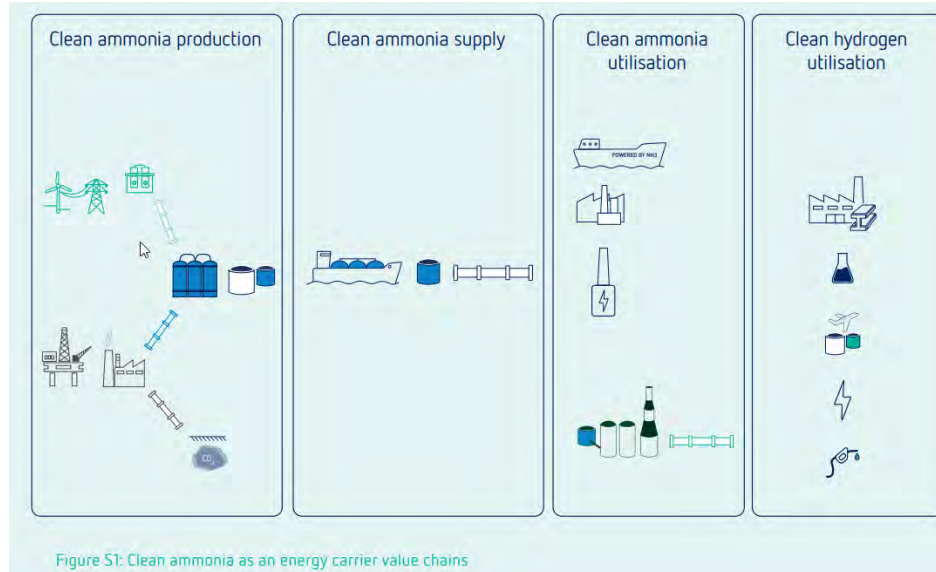 Clean ammonia production
Clean ammonia supply
Clean ammonia
utilisation
Clean hydrogen
utilisation
POWERED BY NH3
CO₂
Figure S1: Clean ammonia as an energy carrier value chains